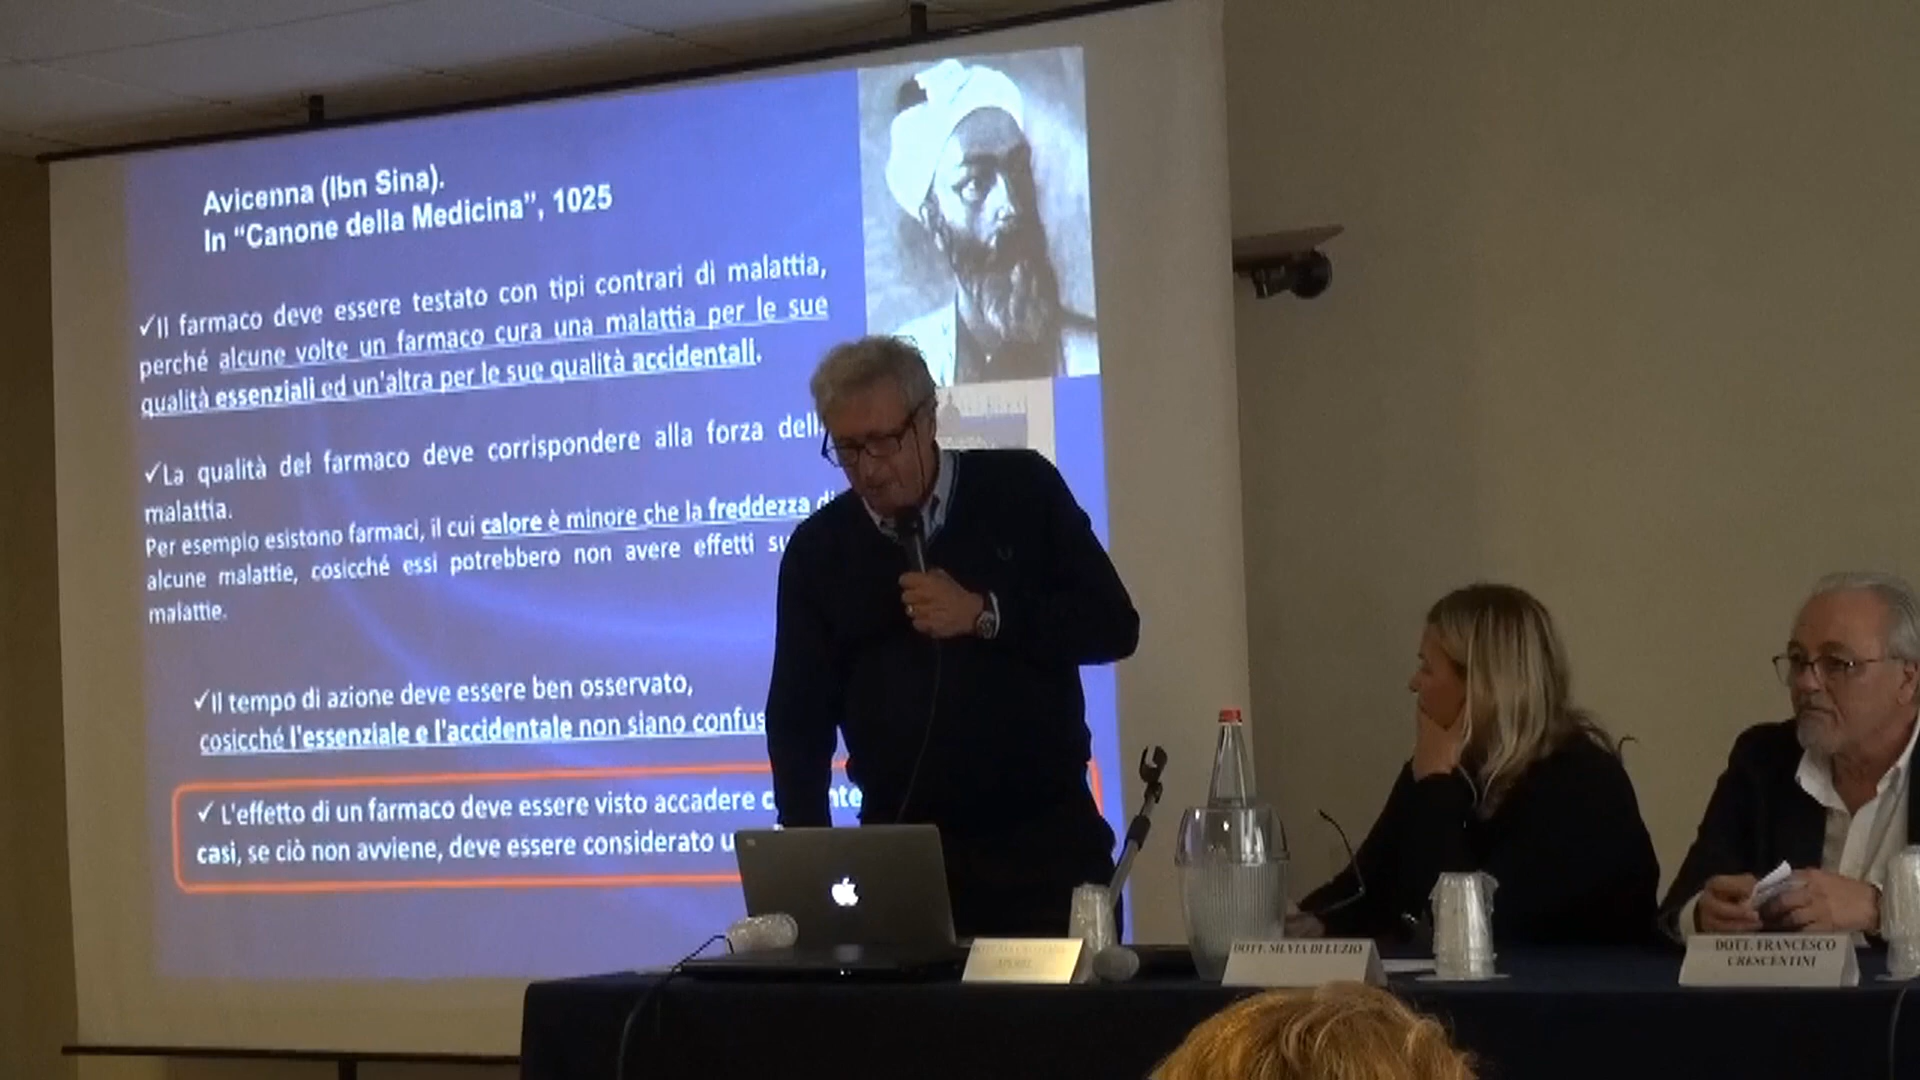 Avicenna (Ibn Sina).
In “Canone della Medicina”, 1025
✓Il farmaco deve essere testato con tipi contrari di malattia,
perché alcune volte un farmaco cura una malattia per le sue
qualità essenziali ed un'altra per le sue qualità accidentali.
✓La qualità del farmaco deve corrispondere alla forza dell
malattia.
Per esempio esistono farmaci, il cui calore è minore che la freddezza di
alcune malattie, cosicché essi potrebbero non avere effetti su
malattie.
✓Il tempo di azione deve essere ben osservato,
cosicché l'essenziale e l'accidentale non siano confus
✓ L'effetto di un farmaco deve essere visto accadere
casi, se ciò non avviene, deve essere considerato u
DOTT. SILVIA DI LUZIO
DOTT. FRANCESCO
CRESCENTINI